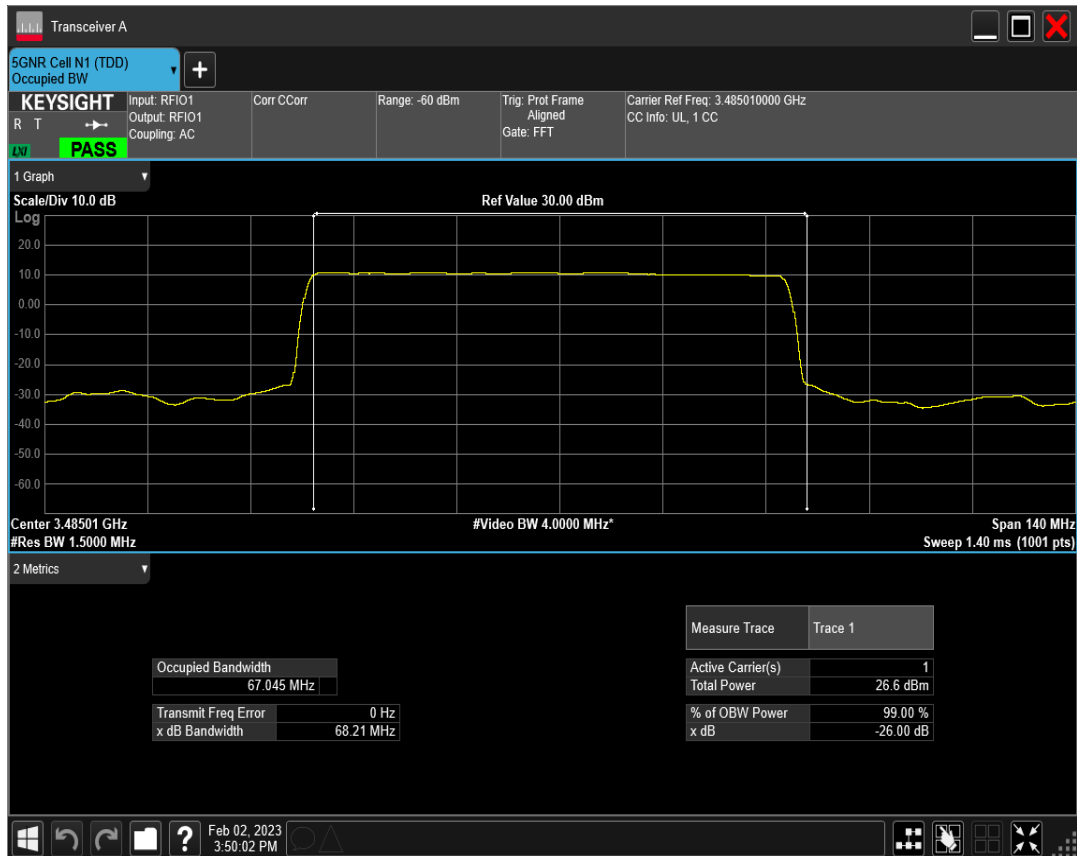 Transceiver A
5GNR Cell N1 (TDD)
Occupied BW
+
KEYSIGHT
R T
LXI
PASS
Input: RFIO1
Output: RFIO1
Coupling: AC
Corr CCorr
Range: -60 dBm
Trig: Prot Frame
Aligned
Gate: FFT
Carrier Ref Freq: 3.485010000 GHz
CC Info: UL, 1 CC
1 Graph
Scale/Div 10.0 dB
Ref Value 30.00 dBm
Log
20.0
10.0
0.00
-10.0
-20.0
-30.0
-40.0
-50.0
-60.0
Center 3.48501 GHz
#Video BW 4.0000 MHz*
Span 140 MHz
#Res BW 1.5000 MHz
Sweep 1.40 ms (1001 pts)
2 Metrics
Measure Trace Trace 1
Occupied Bandwidth
67.045 MHz
Active Carrier(s) 1
Total Power 26.6 dBm
Transmit Freq Error 0 Hz
x dB Bandwidth 68.21 MHz
% of OBW Power 99.00 %
x dB -26.00 dB
?
Feb 02, 2023
3:50:02 PM